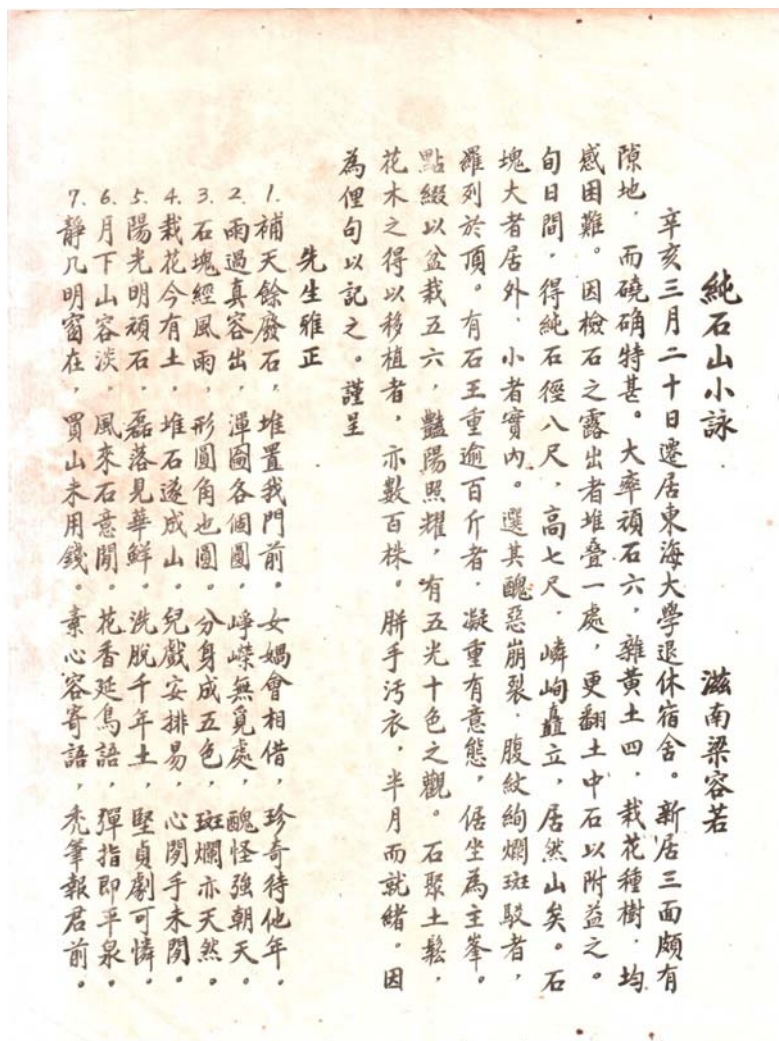 純石山小詠　滋南梁容若
辛亥三月二十日遷居東海大學退休宿舍。新居三面頗有
隙地，而磽确特甚。大率頑石六，雜黃土四，栽花種樹，均
感困難。因檢石之露出者堆疊一處，更翻土中石以附益之。
旬日間，得純石徑八尺，高七尺，嶙峋矗立，居然山矣。石
塊大者居外，小者實內。選其醜惡崩裂，腹紋絢爛斑駁者，
羅列於頂。有石王重逾百斤者，凝重有意態，倨坐為主峯。
點綴以盆栽五六，豔陽照耀，有五光十色之觀。石聚土鬆，
花木之得以移植者，亦數百株。胼手污衣，半月而就緒。因
為俚句以記之。謹呈
先生雅正
1. 補天餘廢石，堆置我門前。女媧會相借，珍奇待他年。
2. 雨過真容出，渾圇各個圓，崢嶸無覓處，醜怪強朝天。
3. 石塊經風雨，形圓角也圓。分身成五色，斑斕亦天然。
4. 栽花今有土，堆石遂成山。兒戲安排易，心閒手未閒。
5. 陽光明頑石，磊落見華鮮。洗脫千年土，堅貞劇可憐。
6. 月下山容淡，風來石意閒。花香延鳥語，彈指即平泉。
7. 靜几明窗在，買山未用錢。素心容寄語，禿筆報君前。